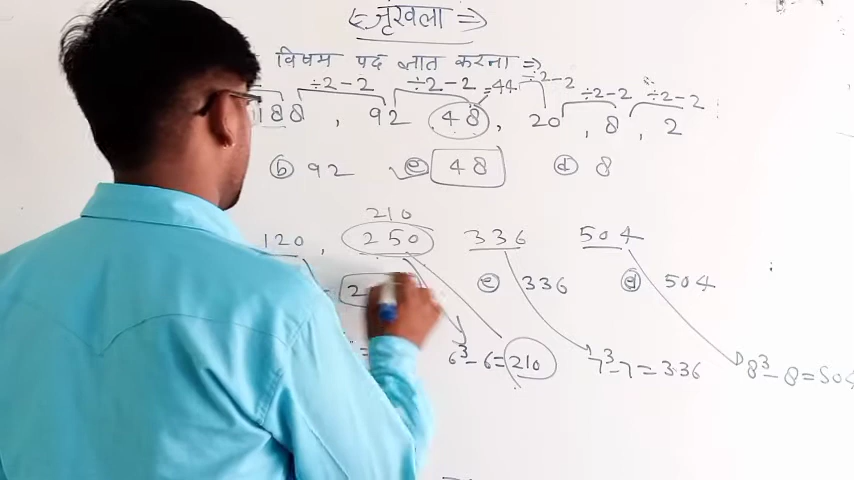 शृंखला ⇒
विषम पद ज्ञात करना ⇒
÷2-2 ÷2-2 =44 ÷2-2 ÷2-2 ÷2-2
188 , 92 48 , 20 , 8 , 2
ⓑ 92 ⓒ 48 ⓓ 8
210
120 , 250 336 504
ⓒ 336 ⓓ 504
6³-6=210 7³-7=336 8³-8=504